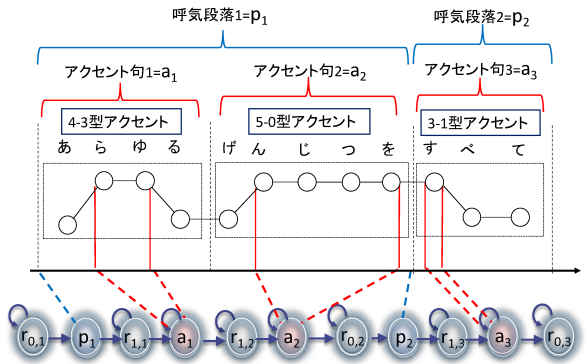 呼気段落1=p1 呼気段落2=p2
アクセント句1=a1 アクセント句2=a2 アクセント句3=a3
4-3型アクセント 5-0型アクセント 3-1型アクセント
あ ら ゆ る げ ん じ つ を す べ て
r0,1 p1 r1,1 a1 r1,2 a2 r0,2 p2 r1,3 a3 r0,3